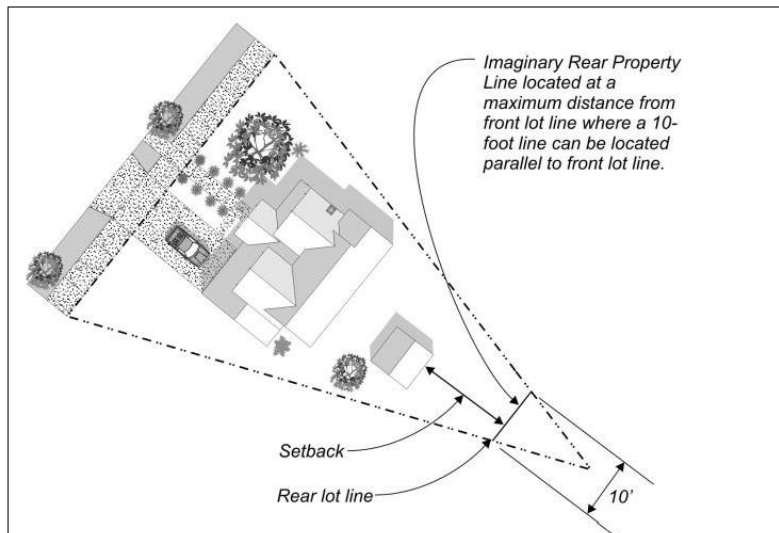 Imaginary Rear Property
Line located at a
maximum distance from
front lot line where a 10-
foot line can be located
parallel to front lot line.
Setback
Rear lot line
10’